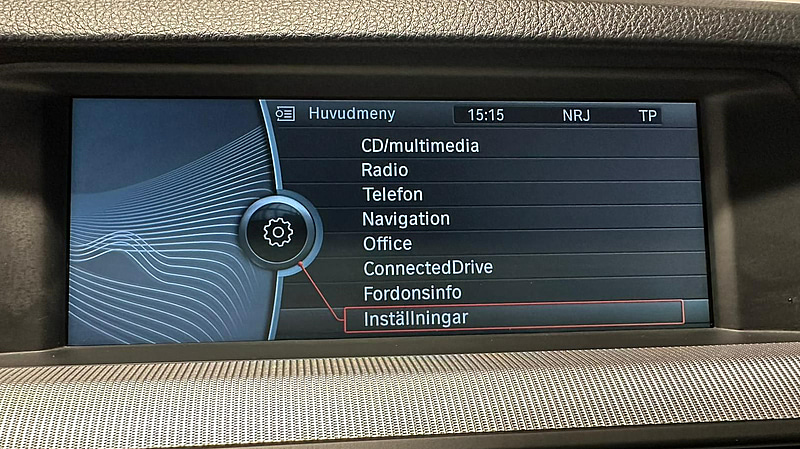 Huvudmeny 15:15 NRJ TP
CD/multimedia
Radio
Telefon
Navigation
Office
ConnectedDrive
Fordonsinfo
Inställningar